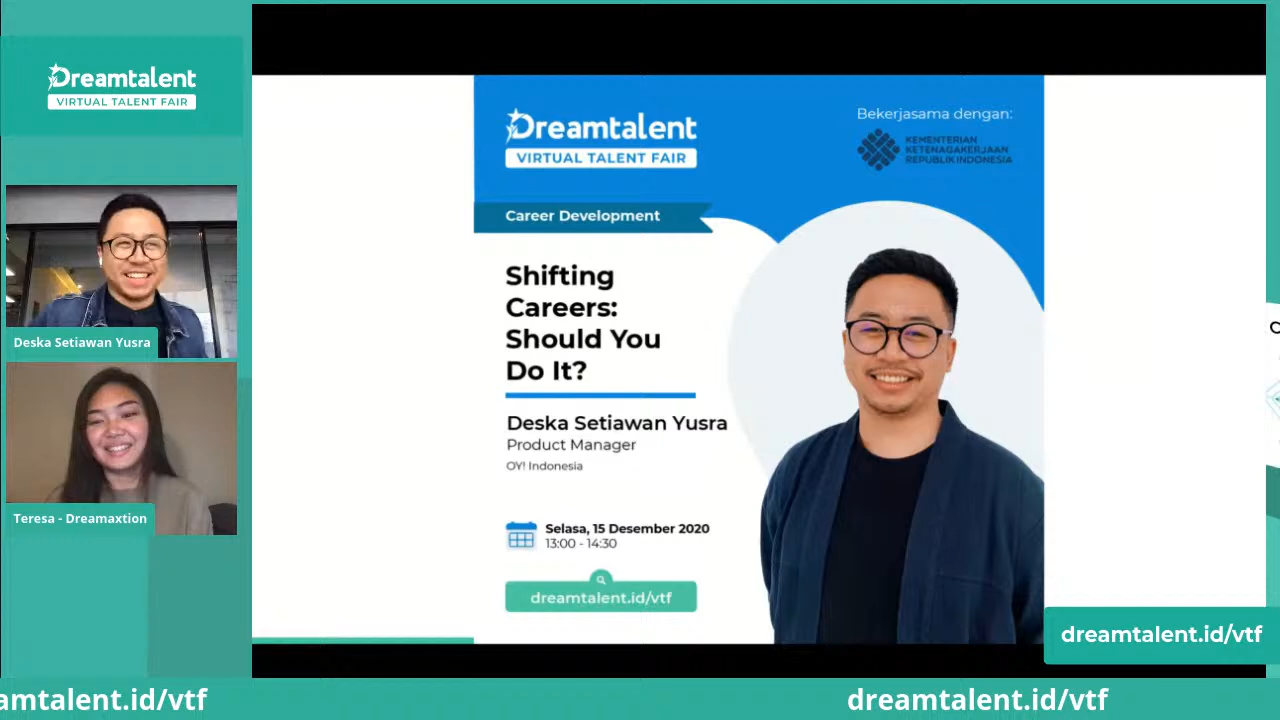 Dreamtalent
VIRTUAL TALENT FAIR
Deska Setiawan Yusra
Teresa - Dreamaxtion
Dreamtalent
VIRTUAL TALENT FAIR
Bekerjasama dengan:
KEMENTERIAN
KETENAGAKERJAAN
REPUBLIK INDONESIA
Career Development
Shifting
Careers:
Should You
Do It?
Deska Setiawan Yusra
Product Manager
OY! Indonesia
Selasa, 15 Desember 2020
13:00 - 14:30
dreamtalent.id/vtf
dreamtalent.id/vtf
amtalent.id/vtf
dreamtalent.id/vtf